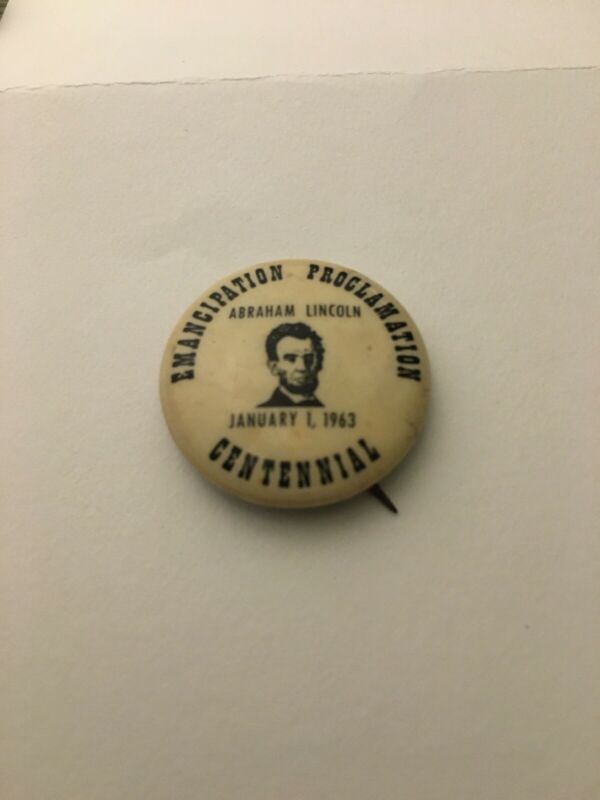 EMANCIPATION PROCLAMATION
ABRAHAM LINCOLN
JANUARY 1, 1963
CENTENNIAL